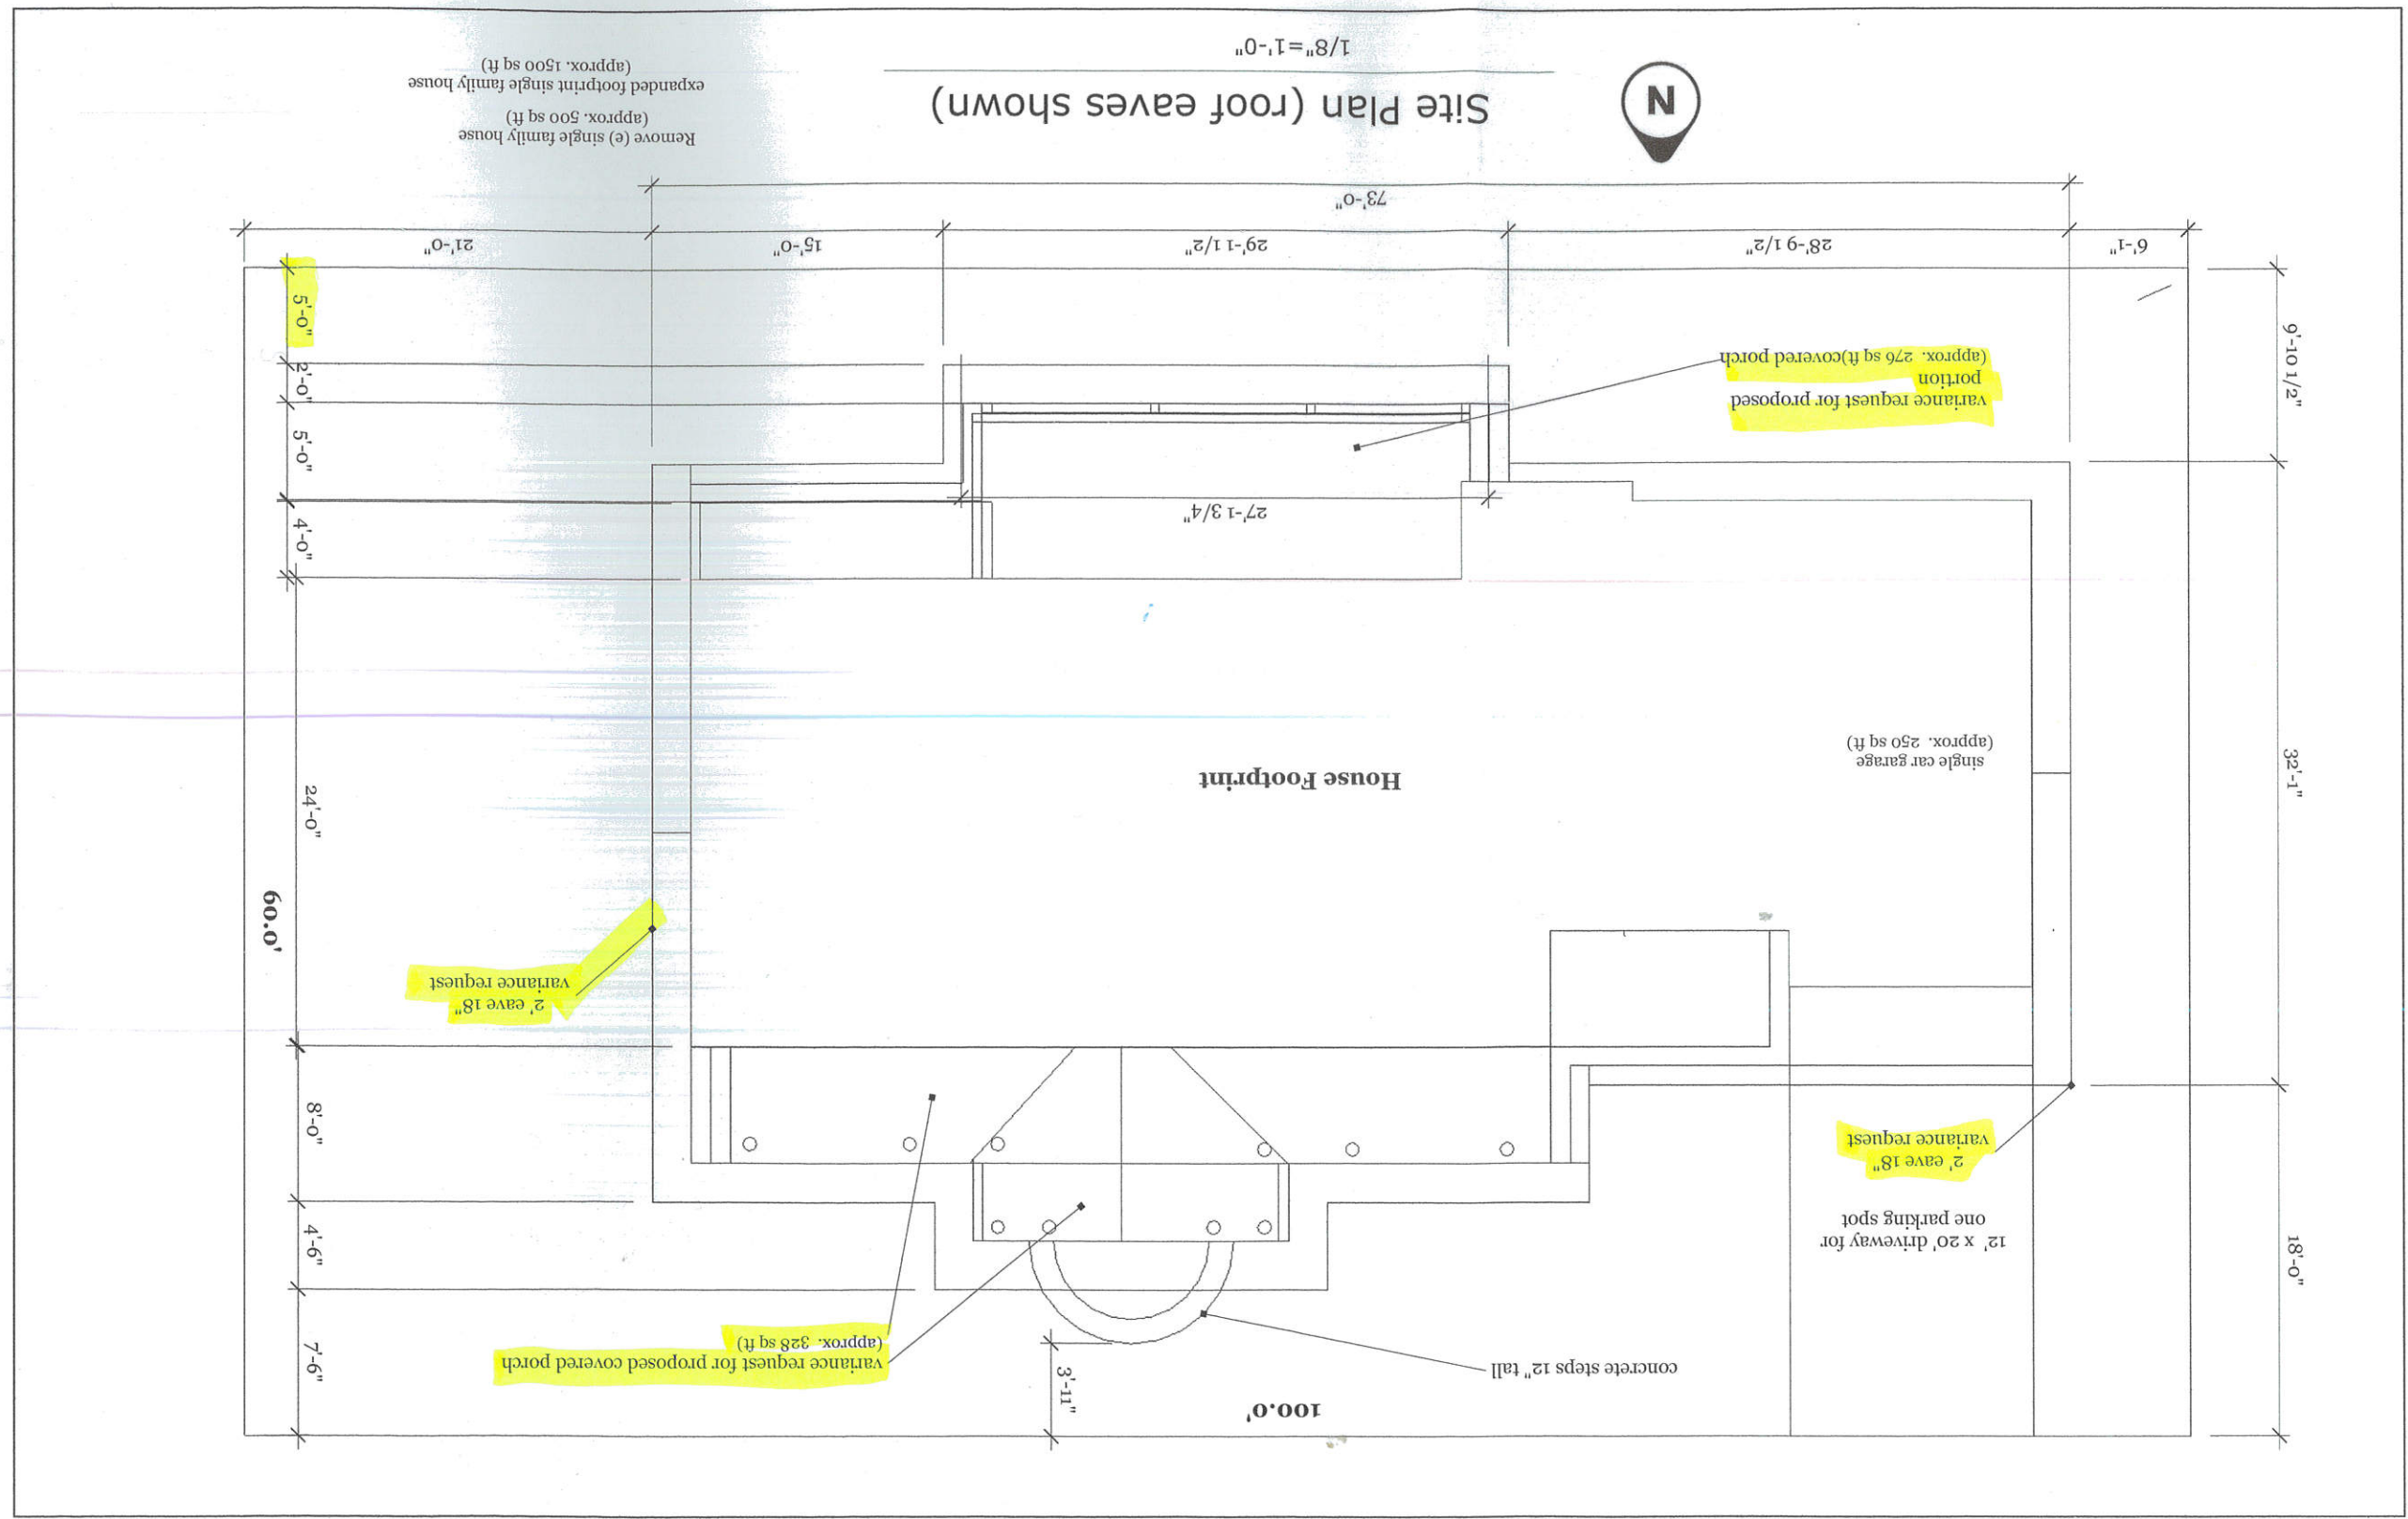 100.0'
3'-11"
7'-6"
concrete steps 12" tall
variance request for proposed covered porch
(approx. 328 sq ft)
18'-0"
12' x 20' driveway for
one parking spot
4'-6"
2' eave 18"
variance request
8'-0"
2' eave 18"
variance request
60.0'
24'-0"
32'-1"
single car garage
(approx. 250 sq ft)
House Footprint
4'-0"
27'-1 3/4"
5'-0"
variance request for proposed
portion
(approx. 276 sq ft)covered porch
9'-10 1/2"
2'-0"
5'-0"
6'-1"
28'-9 1/2"
29'-1 1/2"
15'-0"
21'-0"
73'-0"
N
Site Plan (roof eaves shown)
1/8"=1'-0"
Remove (e) single family house
(approx. 500 sq ft)
expanded footprint single family house
(approx. 1500 sq ft)